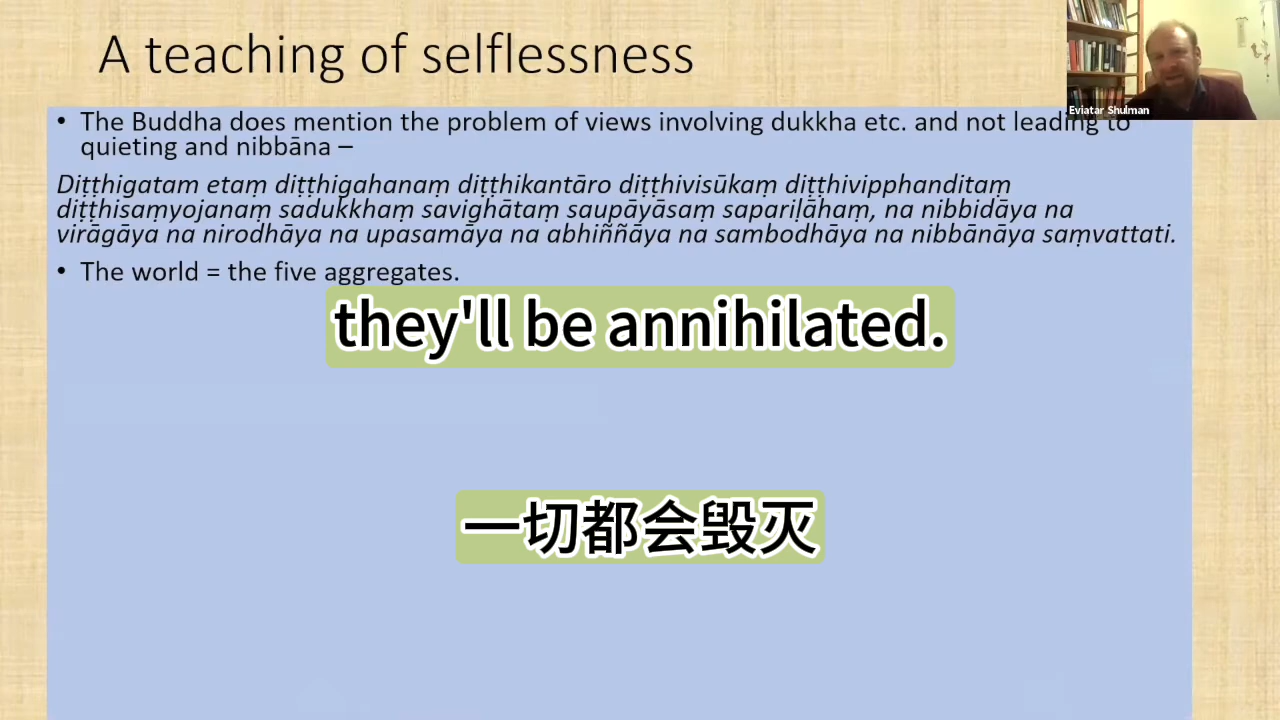 A teaching of selflessness
Eviatar Shulman
• The Buddha does mention the problem of views involving dukkha etc. and not leading to
quieting and nibbāna –
Diṭṭhigatam etaṃ diṭṭhigahanaṃ diṭṭhikantāro diṭṭhivisūkaṃ diṭṭhivipphanditaṃ
diṭṭhisaṃyojanaṃ sadukkhaṃ savighātaṃ saupāyāsaṃ sapariḷāhaṃ, na nibbidāya na
virāgāya na nirodhāya na upasamāya na abhiññāya na sambodhāya na nibbānāya saṃvattati.
• The world = the five aggregates.
they'll be annihilated.
一切都会毁灭